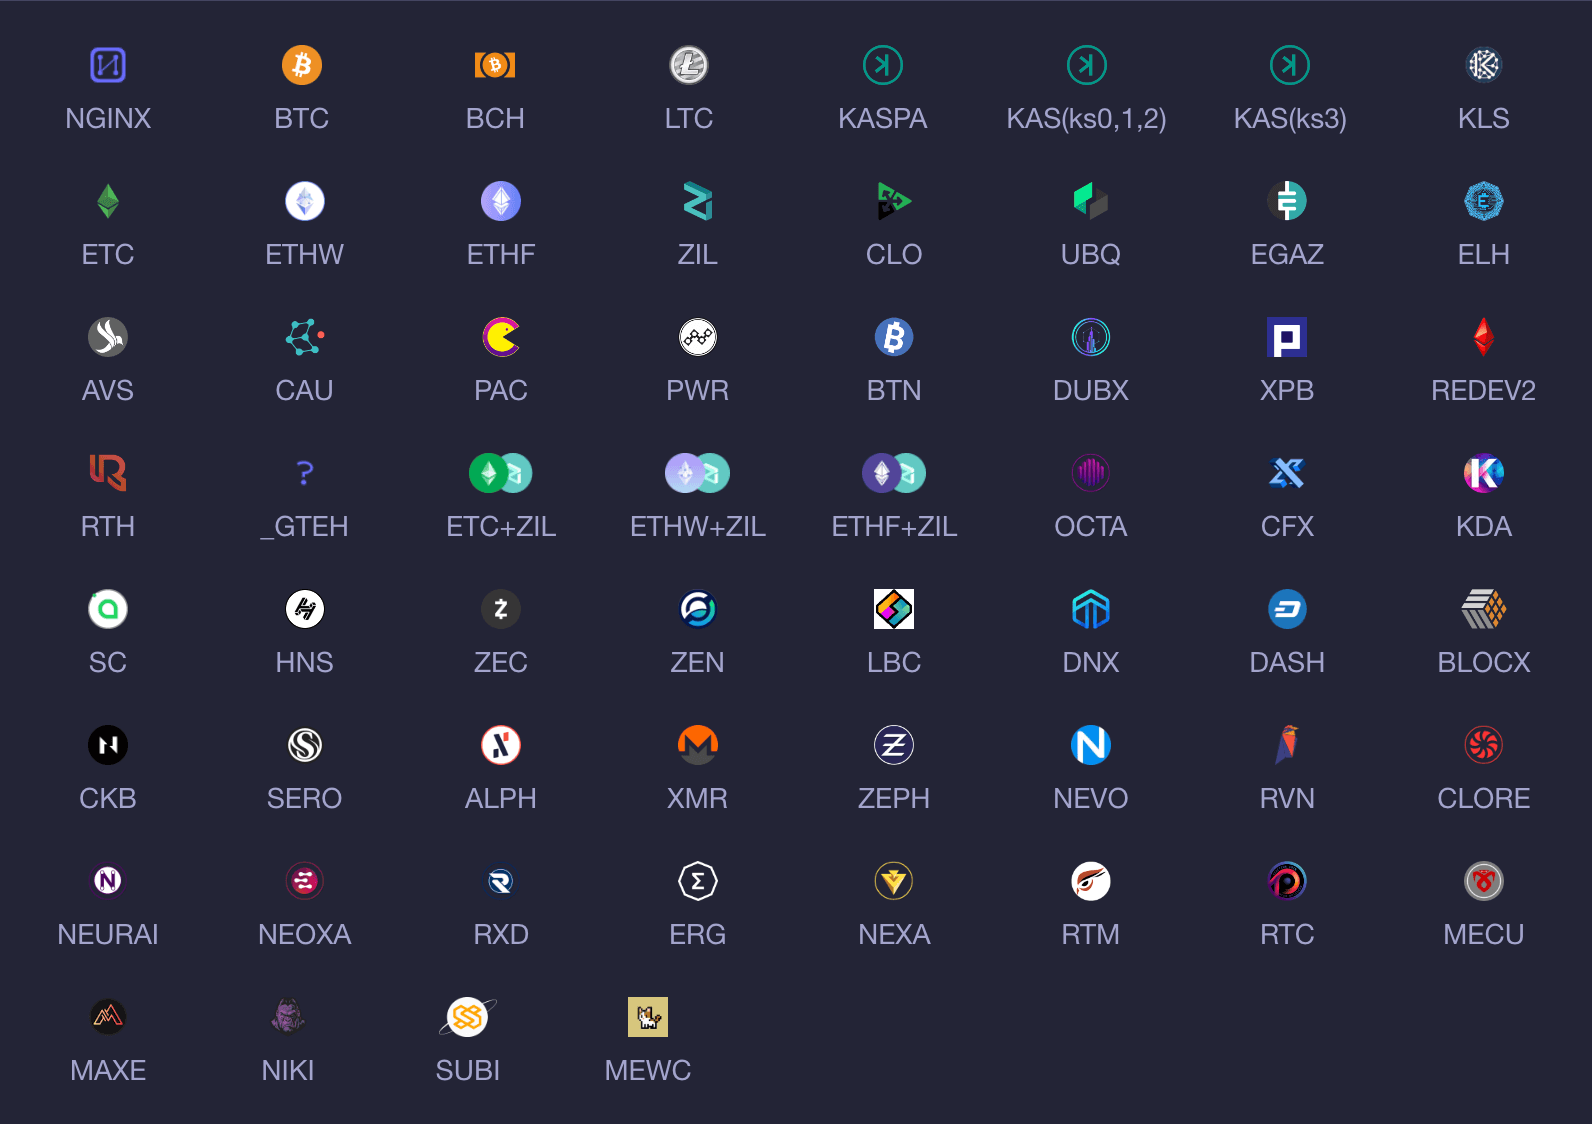 NGINX BTC BCH LTC KASPA KAS(ks0,1,2) KAS(ks3) KLS
ETC ETHW ETHF ZIL CLO UBQ EGAZ ELH
AVS CAU PAC PWR BTN DUBX XPB REDEV2
RTH _GTEH ETC+ZIL ETHW+ZIL ETHF+ZIL OCTA CFX KDA
SC HNS ZEC ZEN LBC DNX DASH BLOCX
CKB SERO ALPH XMR ZEPH NEVO RVN CLORE
NEURAI NEOXA RXD ERG NEXA RTM RTC MECU
MAXE NIKI SUBI MEWC